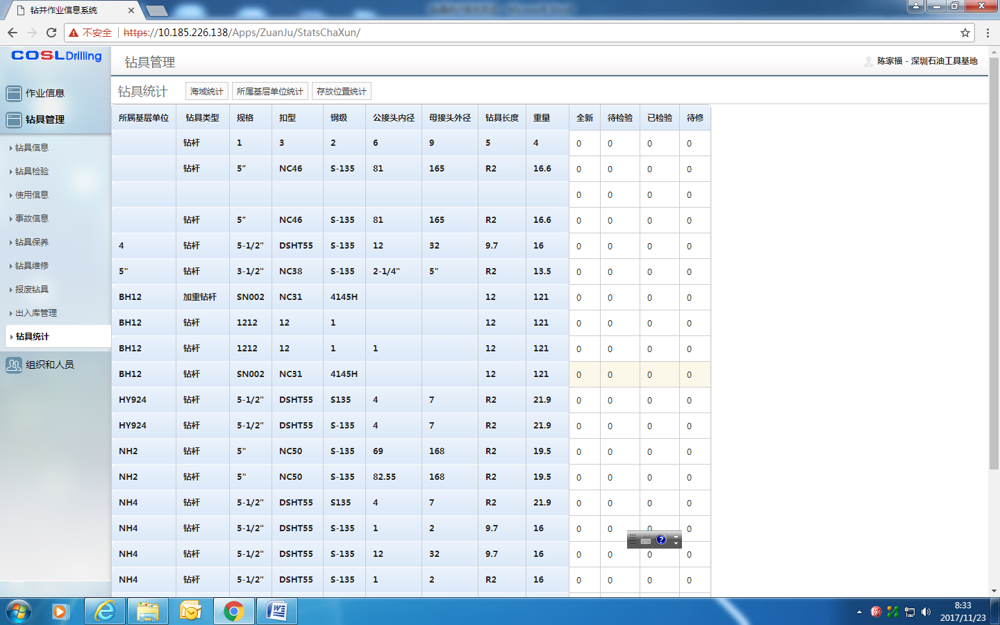 钻井作业信息系统
不安全 https://10.185.226.138/Apps/ZuanJu/StatsChaXun/
COSL Drilling
钻具管理
陈家福 - 深圳石油工具基地
作业信息
钻具管理
钻具信息
钻具检验
使用信息
事故信息
钻具保养
钻具维修
报废钻具
出入库管理
钻具统计
组织和人员
钻具统计 海域统计 所属基层单位统计 存放位置统计
所属基层单位 钻具类型 规格 扣型 钢级 公接头内径 母接头外径 钻具长度 重量 全新 待检验 已检验 待修
钻杆 1 3 2 6 9 5 4 0 0 0 0
钻杆 5” NC46 S-135 81 165 R2 16.6 0 0 0 0
0 0 0 0
钻杆 5” NC46 S-135 81 165 R2 16.6 0 0 0 0
4 钻杆 5-1/2" DSHT55 S-135 12 32 9.7 16 0 0 0 0
5" 钻杆 3-1/2" NC38 S-135 2-1/4" 5" R2 13.5 0 0 0 0
BH12 加重钻杆 SN002 NC31 4145H 12 121 0 0 0 0
BH12 钻杆 1212 12 1 12 121 0 0 0 0
BH12 钻杆 1212 12 1 1 12 121 0 0 0 0
BH12 钻杆 SN002 NC31 4145H 12 121 0 0 0 0
HY924 钻杆 5-1/2" DSHT55 S135 4 7 R2 21.9 0 0 0 0
HY924 钻杆 5-1/2" DSHT55 S-135 4 7 R2 21.9 0 0 0 0
NH2 钻杆 5" NC50 S-135 69 168 R2 19.5 0 0 0 0
NH2 钻杆 5" NC50 S-135 82.55 168 R2 19.5 0 0 0 0
NH4 钻杆 5-1/2" DSHT55 S135 4 7 R2 21.9 0 0 0 0
NH4 钻杆 5-1/2" DSHT55 S-135 1 2 9.7 16 0 0 0 0
NH4 钻杆 5-1/2" DSHT55 S-135 12 32 9.7 16 0 0 0 0
NH4 钻杆 5-1/2" DSHT55 S-135 1 2 R2 16 0 0 0 0
8:33
2017/11/23